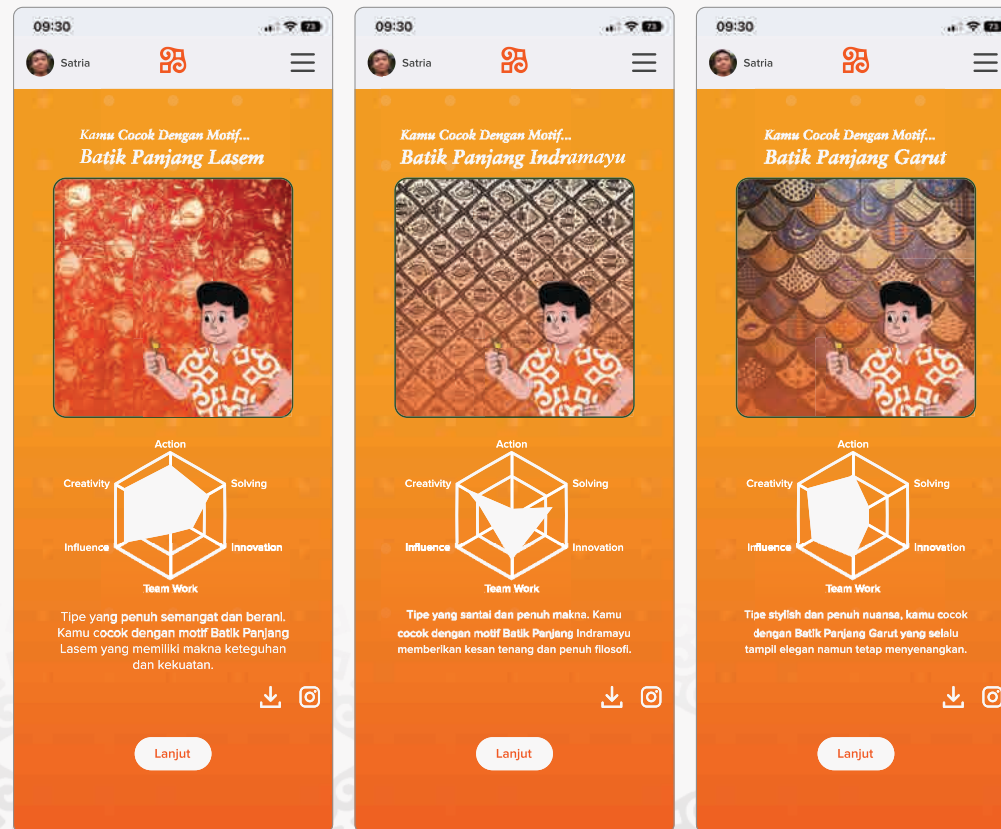 09:30
73
Satria
Kamu Cocok Dengan Motif...
Batik Panjang Lasem
Action
Creativity
Solving
Influence
Innovation
Team Work
Tipe yang penuh semangat dan berani.
Kamu cocok dengan motif Batik Panjang
Lasem yang memiliki makna keteguhan
dan kekuatan.
Lanjut
09:30
73
Satria
Kamu Cocok Dengan Motif...
Batik Panjang Indramayu
Action
Creativity
Solving
Influence
Innovation
Team Work
Tipe yang santai dan penuh makna. Kamu
cocok dengan motif Batik Panjang Indramayu
memberikan kesan tenang dan penuh filosofi.
Lanjut
09:30
73
Satria
Kamu Cocok Dengan Motif...
Batik Panjang Garut
Action
Creativity
Solving
Influence
Innovation
Team Work
Tipe stylish dan penuh nuansa, kamu cocok
dengan Batik Panjang Garut yang selalu
tampil elegan namun tetap menyenangkan.
Lanjut